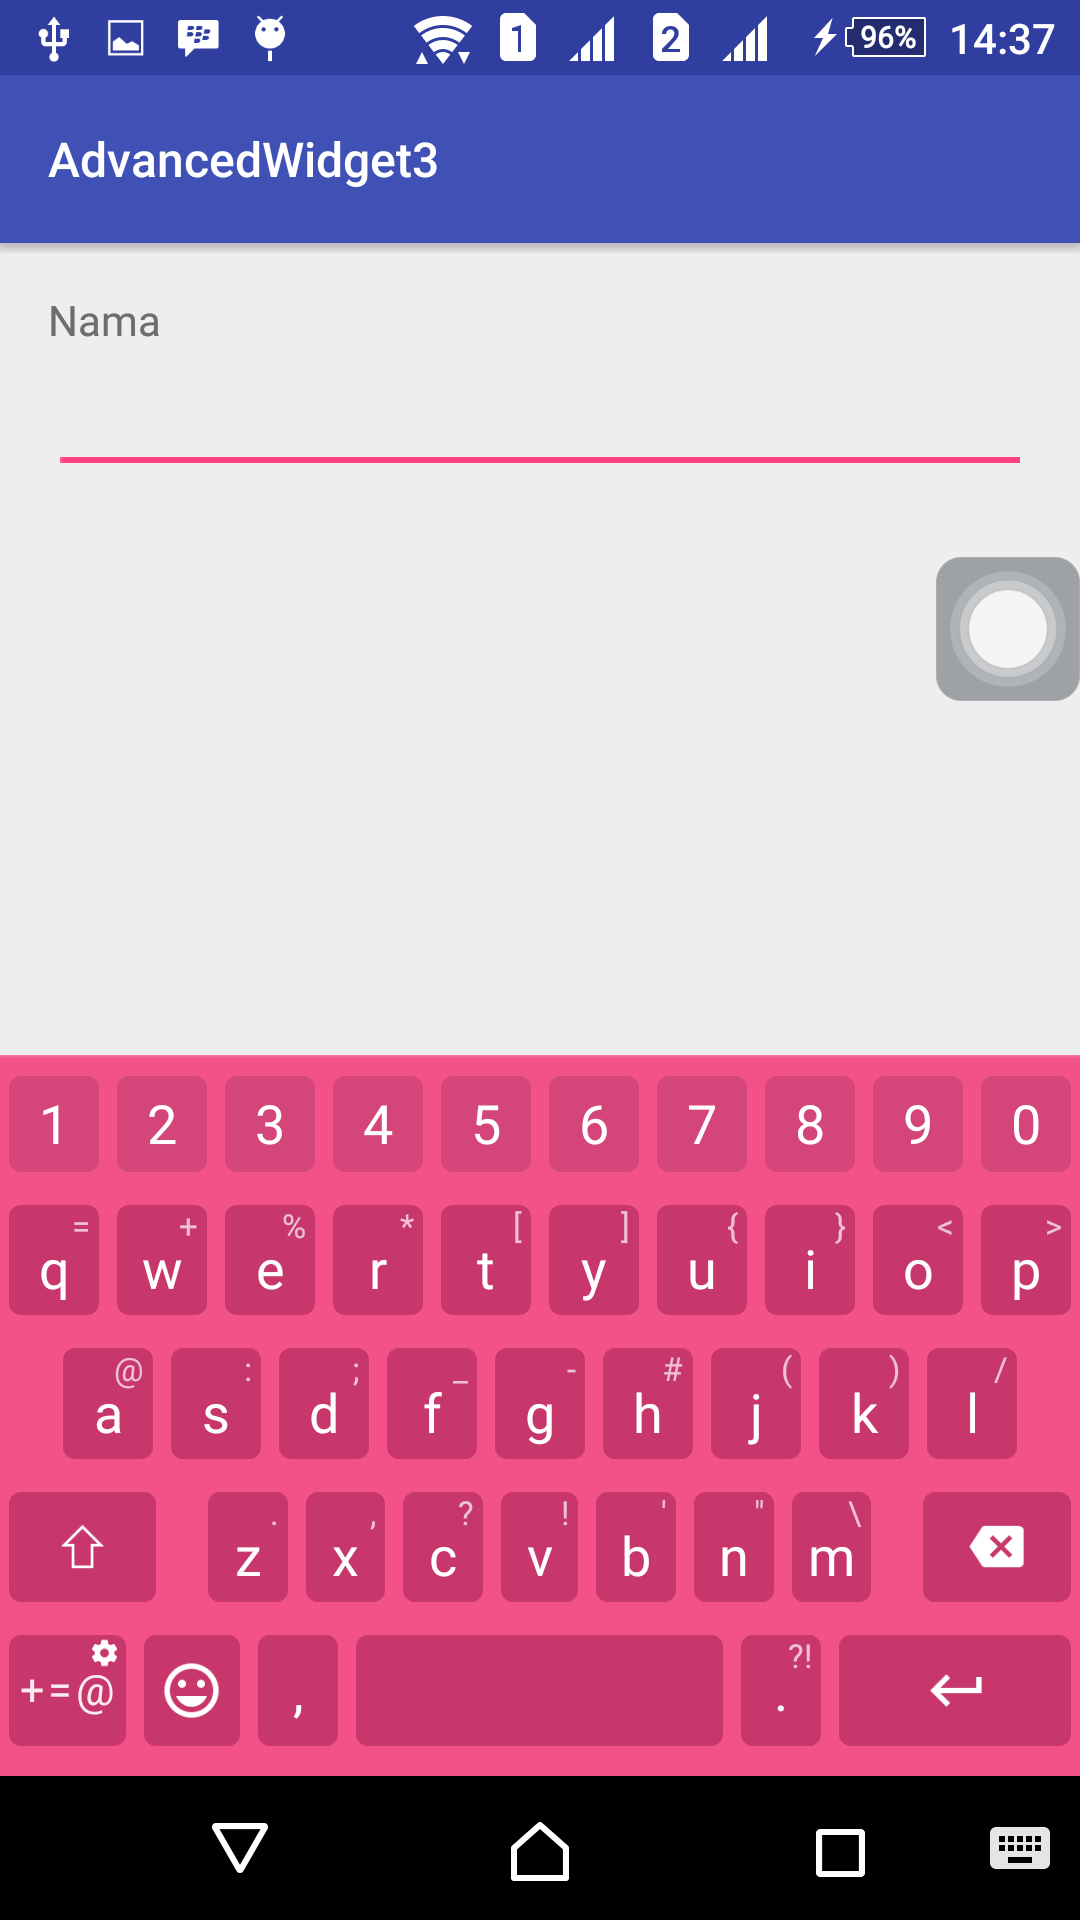 1 2 96% 14:37
AdvancedWidget3
Nama
1 2 3 4 5 6 7 8 9 0
= + % * [ ] { } < >
q w e r t y u i o p
@ : ; _ - # ( ) /
a s d f g h j k l
. , ? ! ' " \
z x c v b n m
?!
+=@ , .